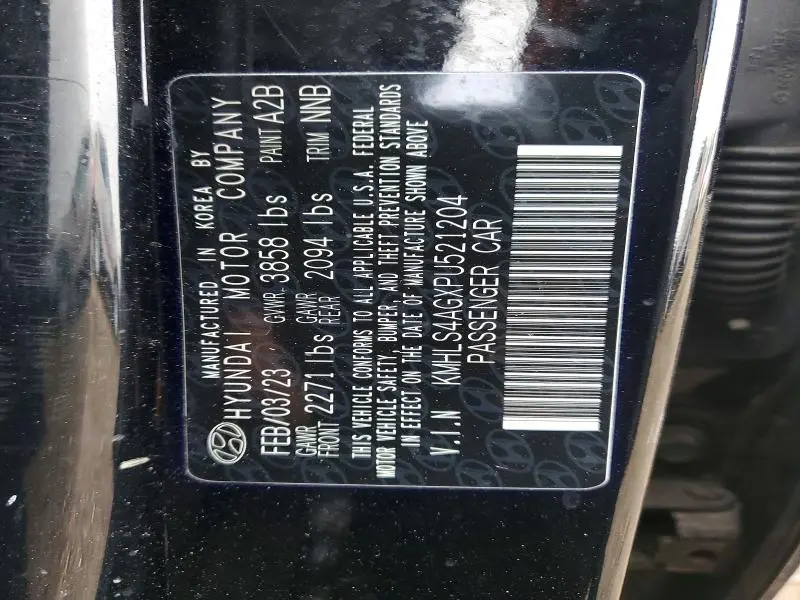 MANUFACTURED IN KOREA BY
HYUNDAI MOTOR COMPANY
FEB/03/23 GVWR 3858 lbs PAINT A2B
GAWR FRONT 2271 lbs GAWR REAR 2094 lbs TRIM NNB
THIS VEHICLE CONFORMS TO ALL APPLICABLE U.S.A. FEDERAL
MOTOR VEHICLE SAFETY, BUMPER, AND THEFT PREVENTION STANDARDS
IN EFFECT ON THE DATE OF MANUFACTURE SHOWN ABOVE
V.I.N KMHLS4AGXPU521204
PASSENGER CAR